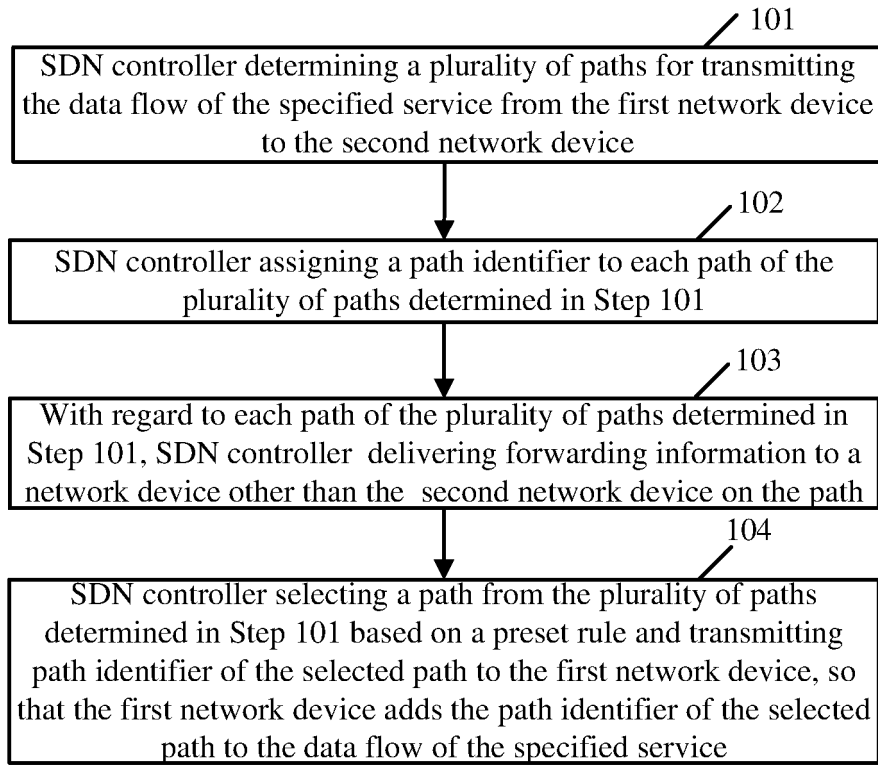 101
SDN controller determining a plurality of paths for transmitting
the data flow of the specified service from the first network device
to the second network device
102
SDN controller assigning a path identifier to each path of the
plurality of paths determined in Step 101
103
With regard to each path of the plurality of paths determined in
Step 101, SDN controller delivering forwarding information to a
network device other than the second network device on the path
104
SDN controller selecting a path from the plurality of paths
determined in Step 101 based on a preset rule and transmitting
path identifier of the selected path to the first network device, so
that the first network device adds the path identifier of the selected
path to the data flow of the specified service